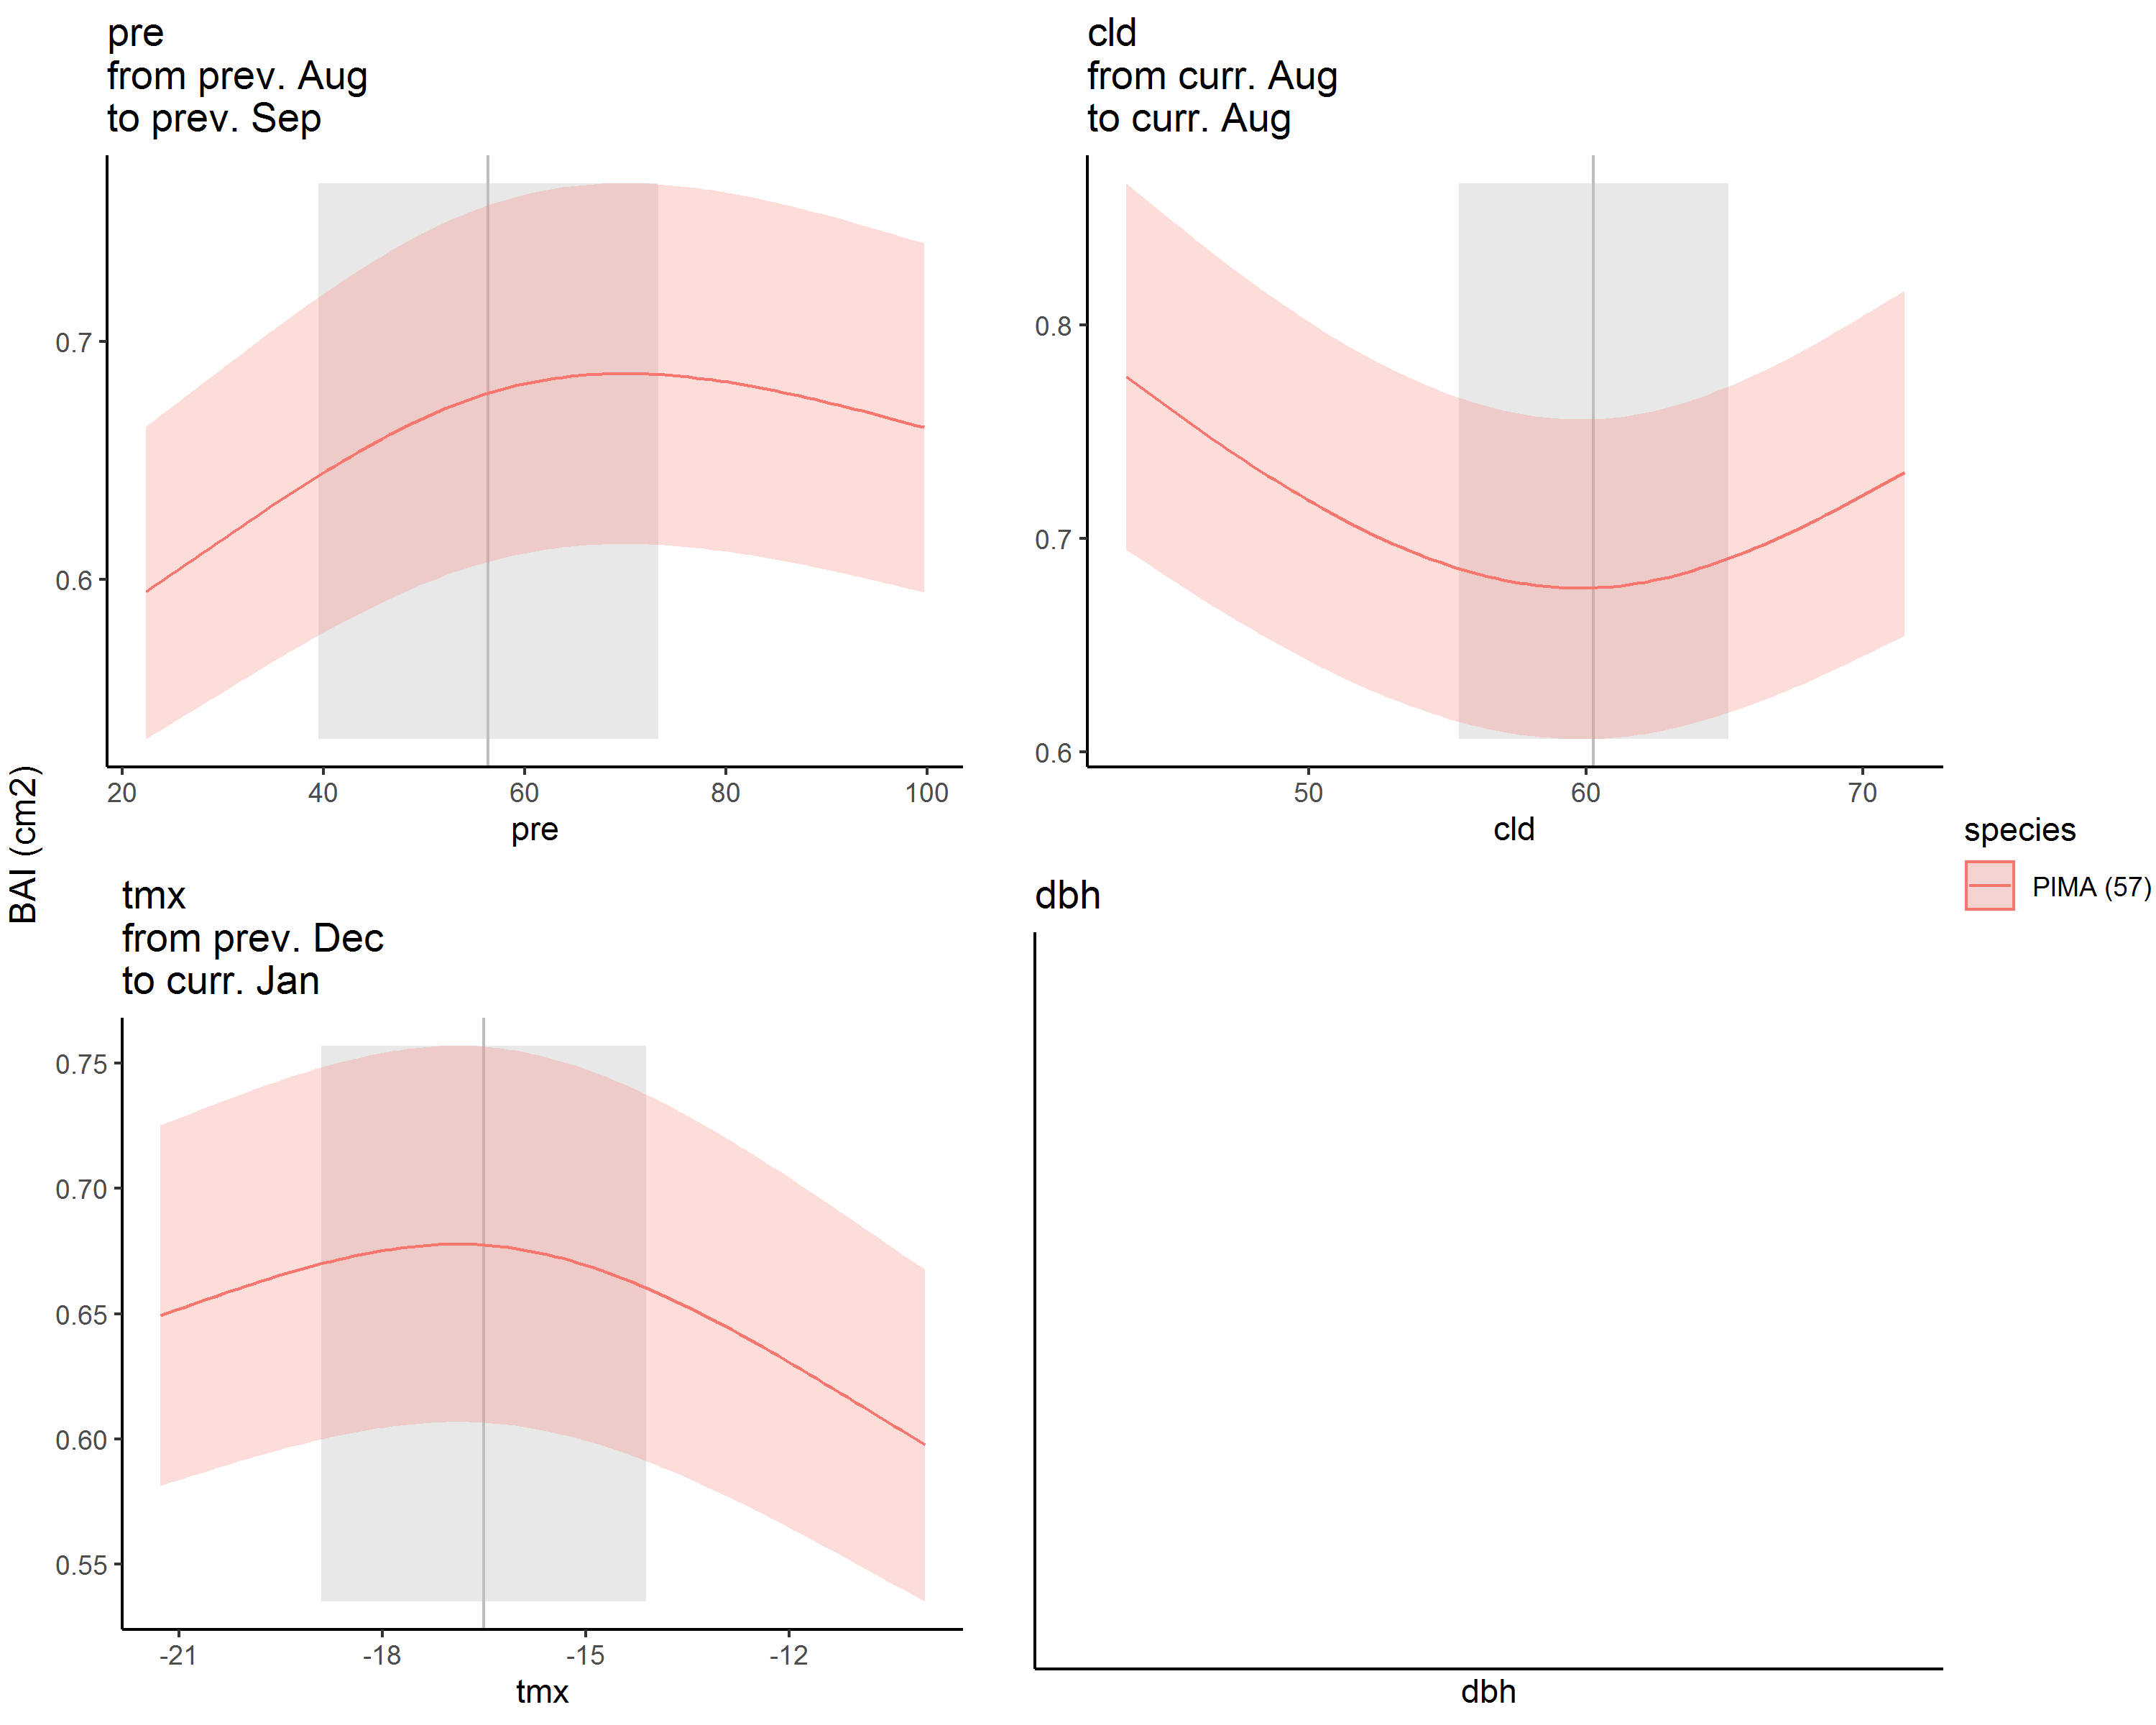 pre
from prev. Aug
to prev. Sep
0.7
0.6
20 40 60 80 100
pre
cld
from curr. Aug
to curr. Aug
0.8
0.7
0.6
50 60 70
cld
BAI (cm2)
species
PIMA (57)
tmx
from prev. Dec
to curr. Jan
0.75
0.70
0.65
0.60
0.55
-21 -18 -15 -12
tmx
dbh
dbh